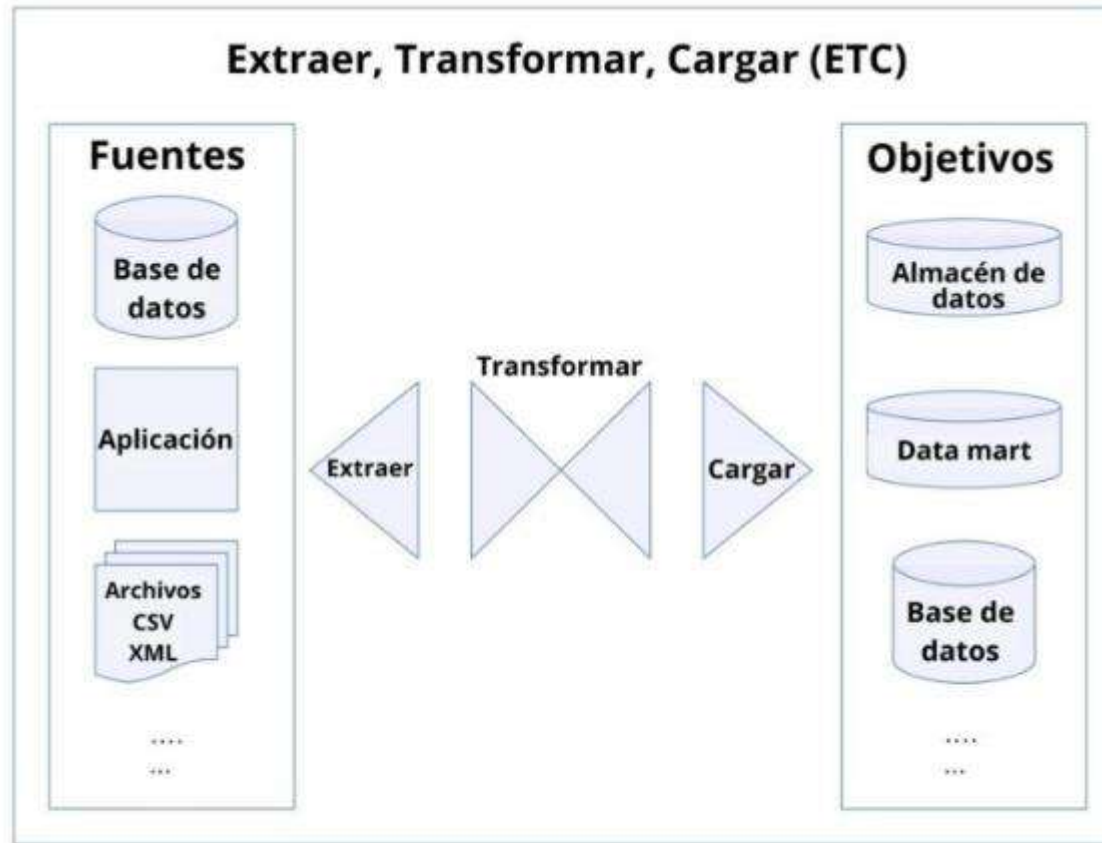 Extraer, Transformar, Cargar (ETC)
Fuentes
Base de
datos
Aplicación
Archivos
CSV
XML
....
...
Transformar
Extraer
Cargar
Objetivos
Almacén de
datos
Data mart
Base de
datos
....
...